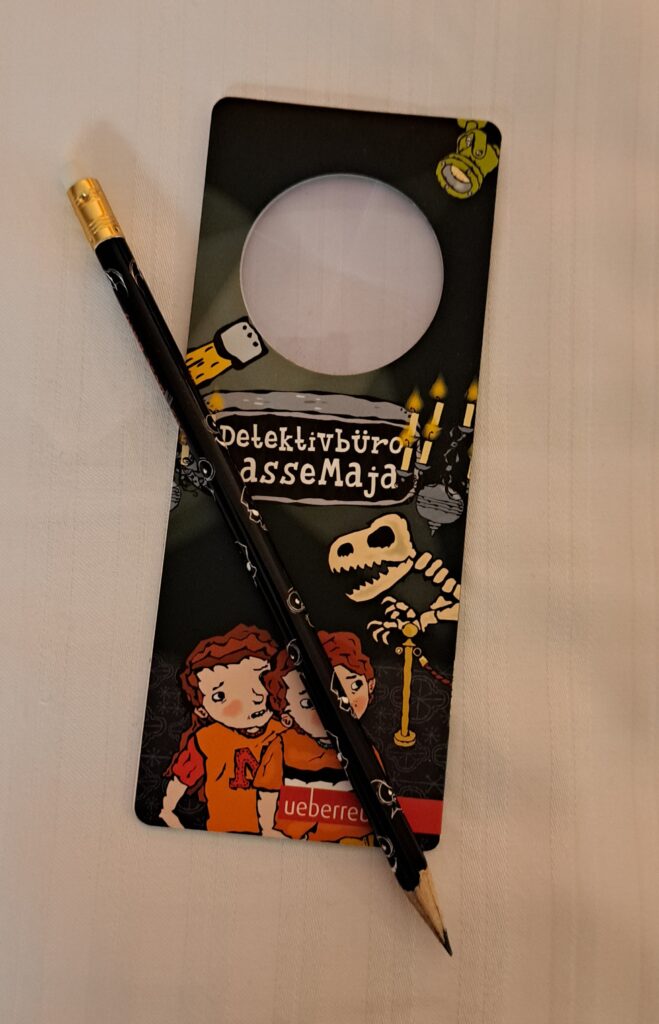 Detektivbüro
asseMaja
N
ueberreu